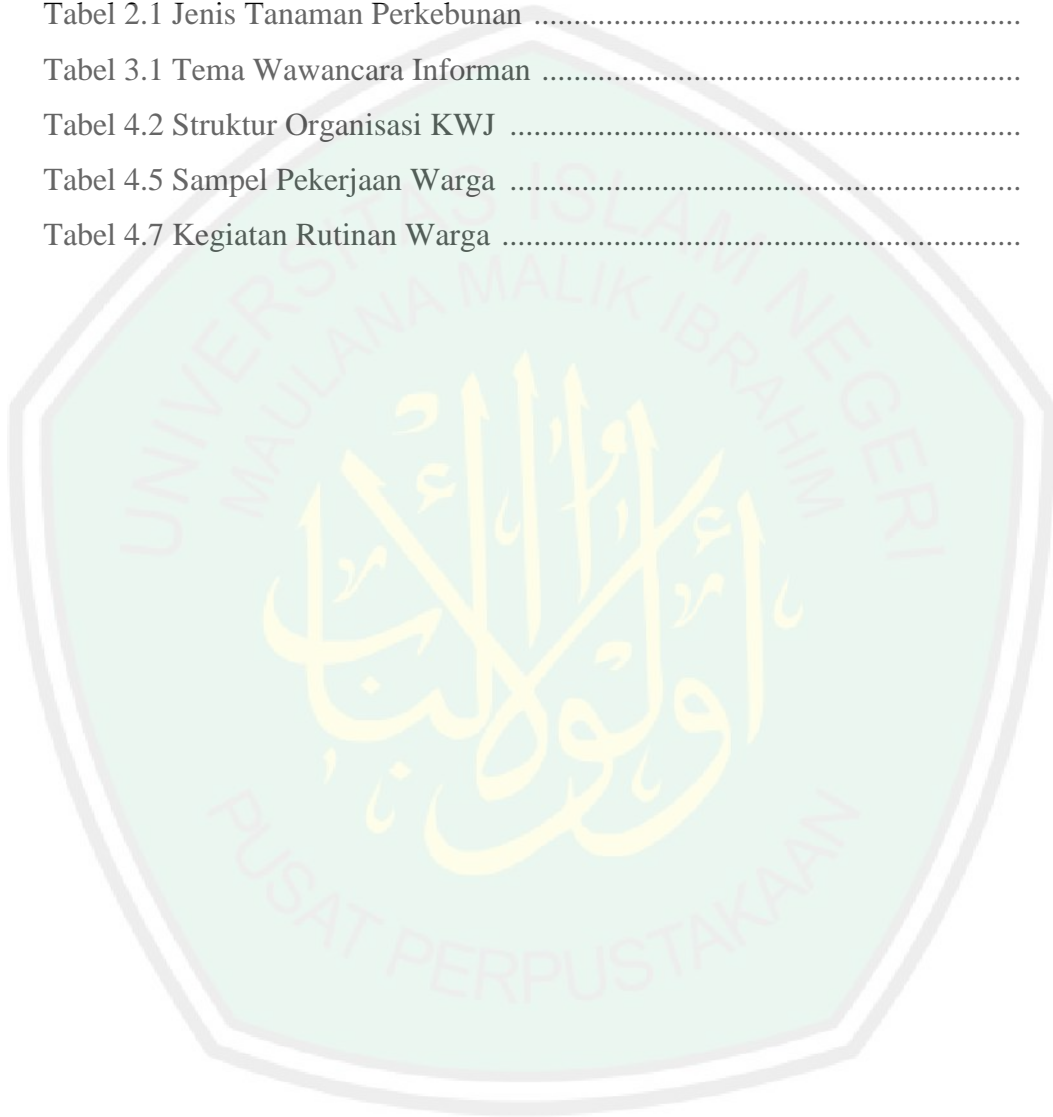 Tabel 2.1 Jenis Tanaman Perkebunan .............................................................
Tabel 3.1 Tema Wawancara Informan ............................................................
Tabel 4.2 Struktur Organisasi KWJ ................................................................
Tabel 4.5 Sampel Pekerjaan Warga ................................................................
Tabel 4.7 Kegiatan Rutinan Warga .................................................................
UNIVERSITAS ISLAM NEGERI
MAULANA MALIK IBRAHIM
أولوا الألباب
PUSAT PERPUSTAKAAN